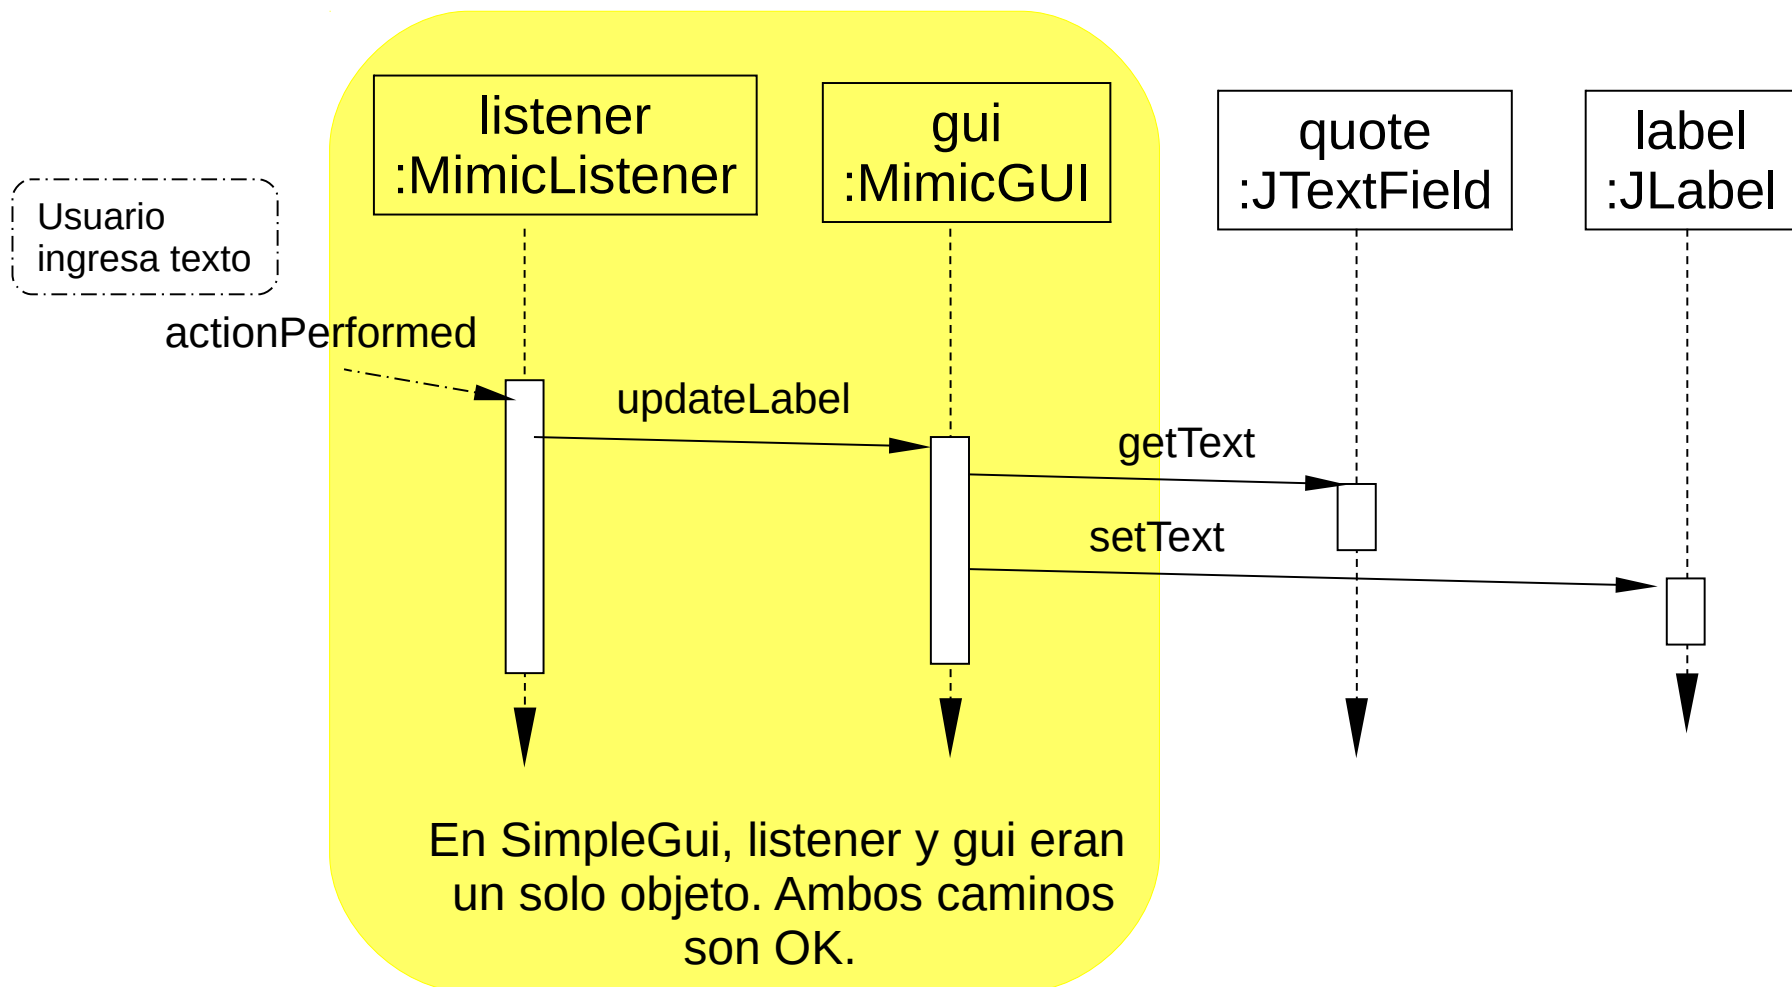 listener
:MimicListener
gui
:MimicGUI
quote
:JTextField
label
:JLabel
Usuario
ingresa texto
actionPerformed
updateLabel
getText
setText
En SimpleGui, listener y gui eran
un solo objeto. Ambos caminos
son OK.